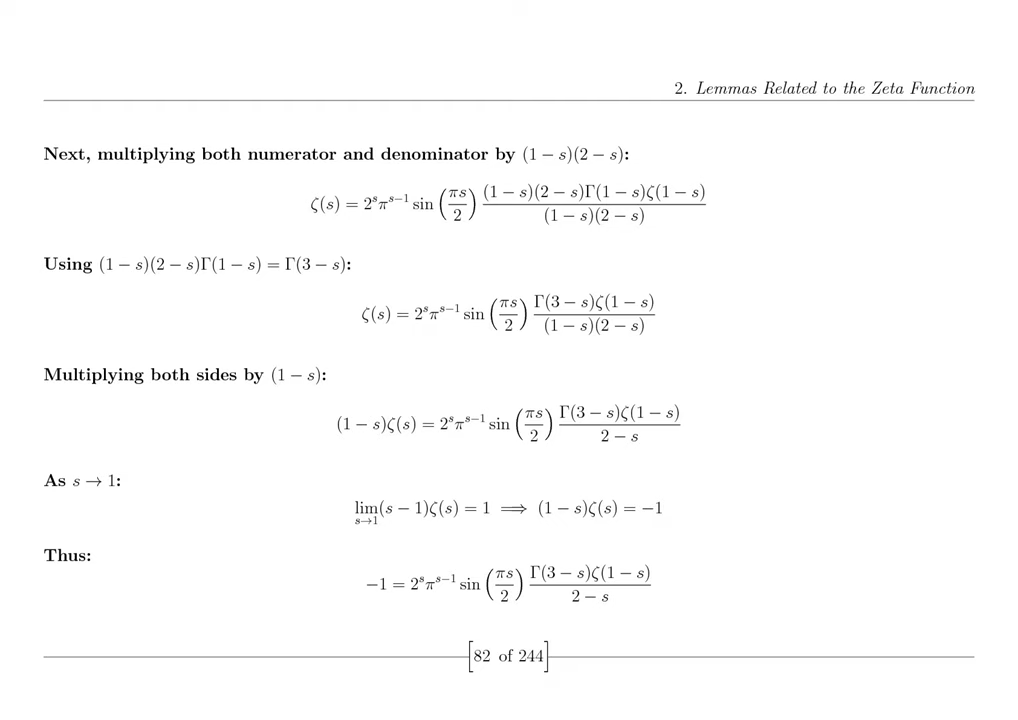 2. Lemmas Related to the Zeta Function
Next, multiplying both numerator and denominator by (1 − s)(2 − s):
ζ(s) = 2^s π^{s−1} sin (πs/2) (1 − s)(2 − s)Γ(1 − s)ζ(1 − s) / (1 − s)(2 − s)
Using (1 − s)(2 − s)Γ(1 − s) = Γ(3 − s):
ζ(s) = 2^s π^{s−1} sin (πs/2) Γ(3 − s)ζ(1 − s) / (1 − s)(2 − s)
Multiplying both sides by (1 − s):
(1 − s)ζ(s) = 2^s π^{s−1} sin (πs/2) Γ(3 − s)ζ(1 − s) / 2 − s
As s → 1:
lim_{s→1} (s − 1)ζ(s) = 1 ⟹ (1 − s)ζ(s) = −1
Thus:
−1 = 2^s π^{s−1} sin (πs/2) Γ(3 − s)ζ(1 − s) / 2 − s
[82 of 244]